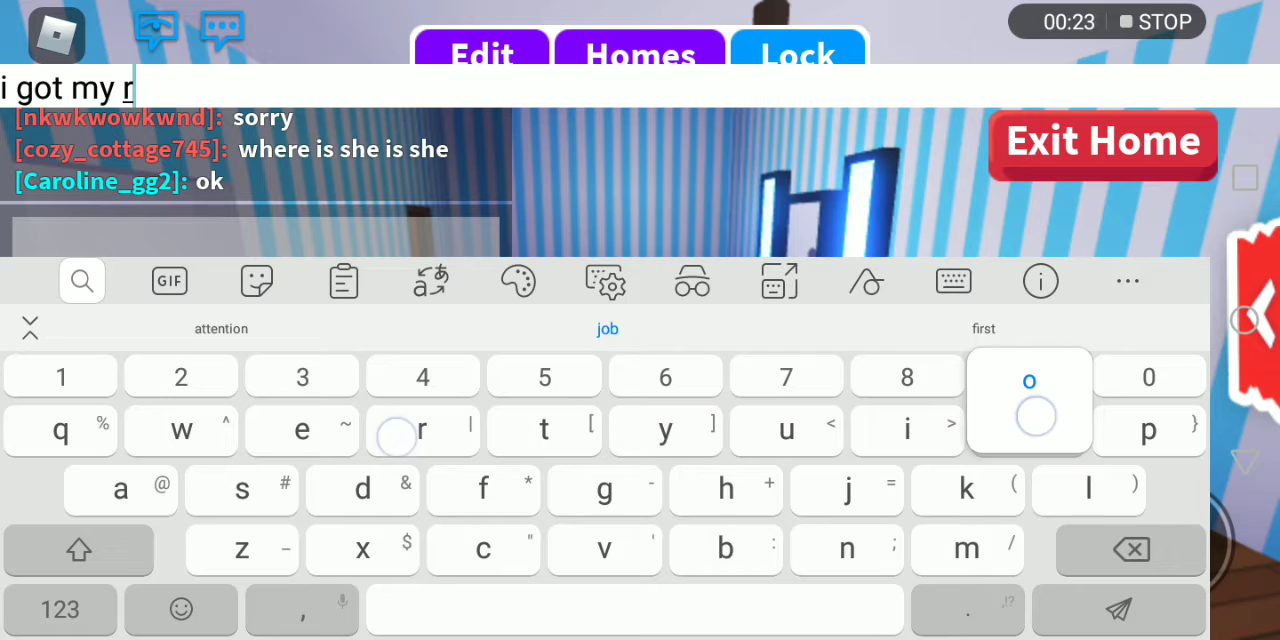 00:23 STOP
Edit Homes Lock
i got my r
[nkwkwowkwnd]: sorry
[cozy_cottage745]: where is she is she
[Caroline_gg2]: ok
Exit Home
GIF
attention job first
1 2 3 4 5 6 7 8 o 0
q % w ^ e ~ r | t [ y ] u < i > p }
a @ s # d & f * g - h + j = k ( l )
z _ x $ c " v ' b : n ; m /
123 , . ,!?